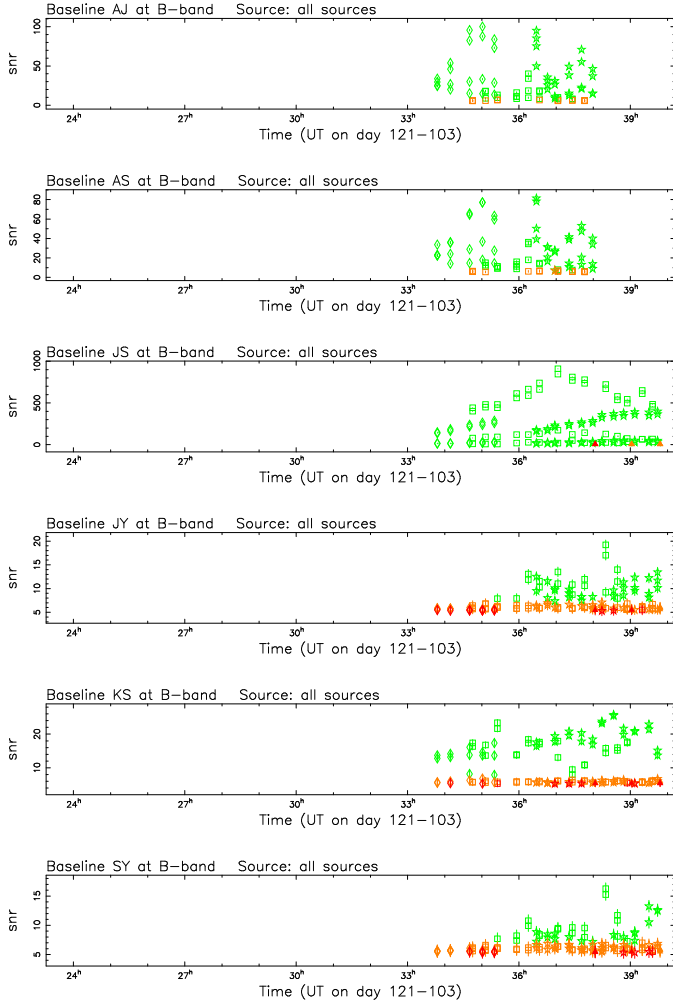 Baseline AJ at B-band Source: all sources
snr
100
50
0
24h 27h 30h 33h 36h 39h
Time (UT on day 121-103)
Baseline AS at B-band Source: all sources
snr
80
60
40
20
0
24h 27h 30h 33h 36h 39h
Time (UT on day 121-103)
Baseline JS at B-band Source: all sources
snr
1000
500
0
24h 27h 30h 33h 36h 39h
Time (UT on day 121-103)
Baseline JY at B-band Source: all sources
snr
20
15
10
5
24h 27h 30h 33h 36h 39h
Time (UT on day 121-103)
Baseline KS at B-band Source: all sources
snr
20
10
24h 27h 30h 33h 36h 39h
Time (UT on day 121-103)
Baseline SY at B-band Source: all sources
snr
15
10
5
24h 27h 30h 33h 36h 39h
Time (UT on day 121-103)